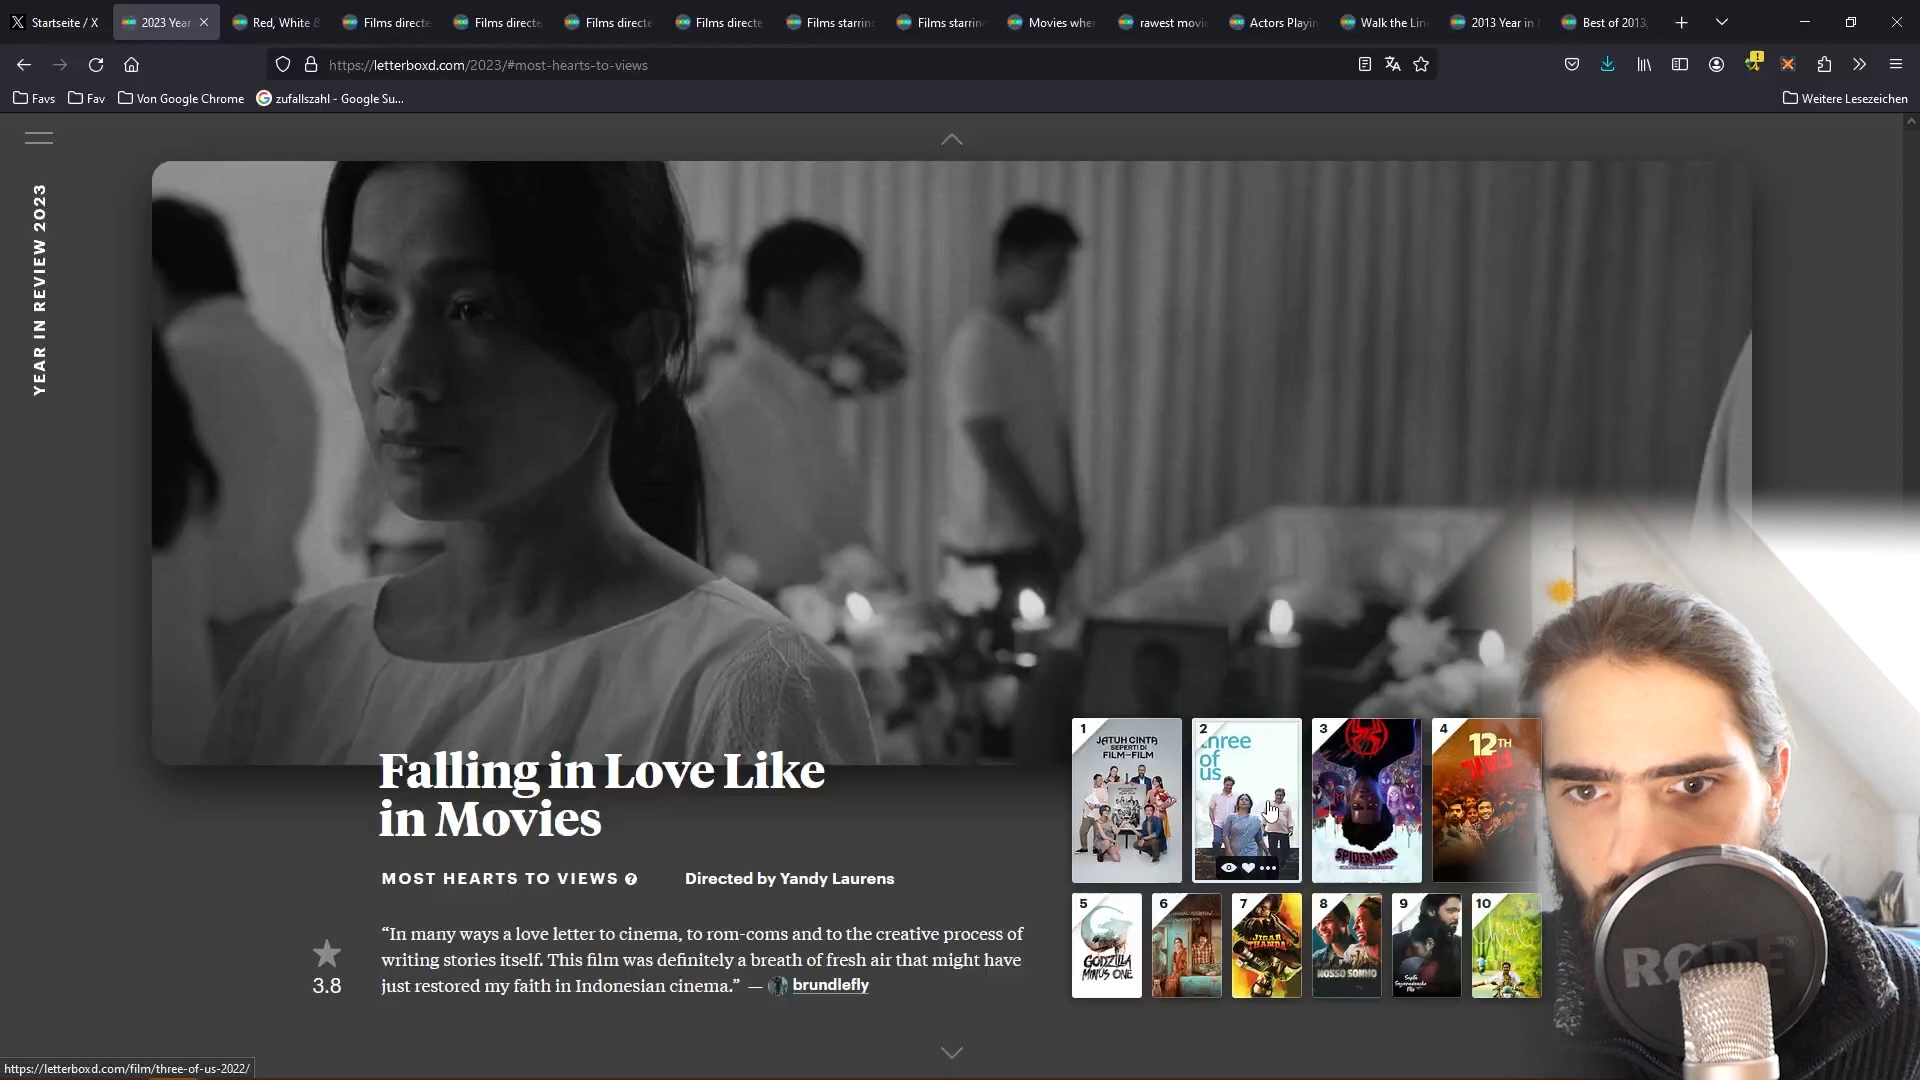 Startseite / X
2023 Year
Red, White &
Films directe
Films directe
Films directe
Films directe
Films starrin
Films starrin
Movies wher
rawest movi
Actors Playin
Walk the Lin
2013 Year in
Best of 2013
https://letterboxd.com/2023/#most-hearts-to-views
Favs
Fav
Von Google Chrome
zufallszahl - Google Su...
Weitere Lesezeichen
YEAR IN REVIEW 2023
Falling in Love Like
in Movies
MOST HEARTS TO VIEWS ?
Directed by Yandy Laurens
3.8
“In many ways a love letter to cinema, to rom-coms and to the creative process of
writing stories itself. This film was definitely a breath of fresh air that might have
just restored my faith in Indonesian cinema.” — brundlefly
1
JATUH CINTA
SEPERTI DI
FILM-FILM
2
three
of
us
3
SPIDER-MAN
4
12TH
FAIL
5
GODZILLA
MINUS ONE
6
7
JIGAR
THANDA
8
NOSSO SONHO
9
10
RØDE
https://letterboxd.com/film/three-of-us-2022/